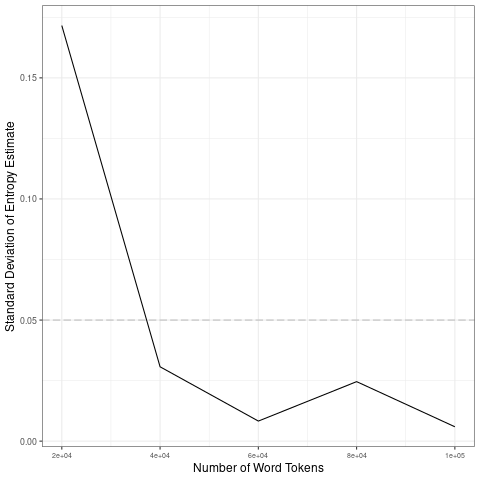 Standard Deviation of Entropy Estimate
0.15
0.10
0.05
0.00
2e+04 4e+04 6e+04 8e+04 1e+05
Number of Word Tokens